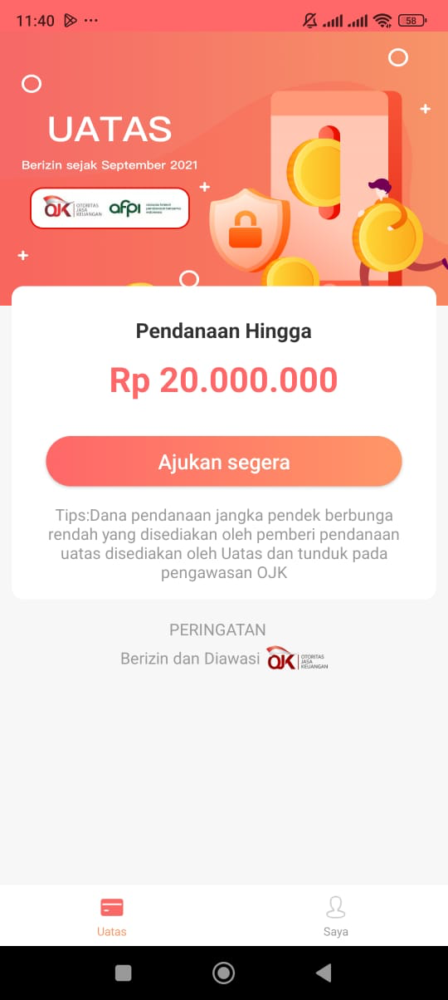 11:40
58
UATAS
Berizin sejak September 2021
OJK OTORITAS JASA KEUANGAN afpi
Pendanaan Hingga
Rp 20.000.000
Ajukan segera
Tips:Dana pendanaan jangka pendek berbunga
rendah yang disediakan oleh pemberi pendanaan
uatas disediakan oleh Uatas dan tunduk pada
pengawasan OJK
PERINGATAN
Berizin dan Diawasi OJK OTORITAS JASA KEUANGAN
Uatas
Saya